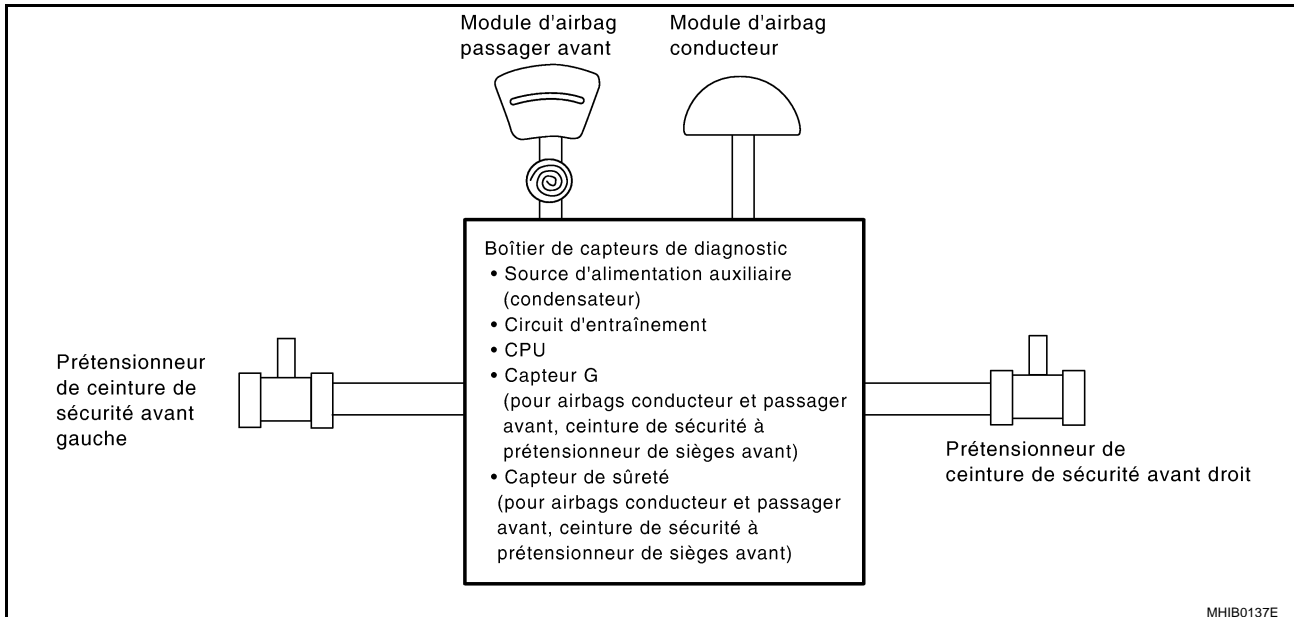 Module d'airbag
passager avant
Module d'airbag
conducteur
Boîtier de capteurs de diagnostic
• Source d'alimentation auxiliaire
(condensateur)
• Circuit d'entraînement
• CPU
• Capteur G
(pour airbags conducteur et passager
avant, ceinture de sécurité à
prétensionneur de sièges avant)
• Capteur de sûreté
(pour airbags conducteur et passager
avant, ceinture de sécurité à
prétensionneur de sièges avant)
Prétensionneur
de ceinture de
sécurité avant
gauche
Prétensionneur de
ceinture de sécurité avant droit
MHIB0137E